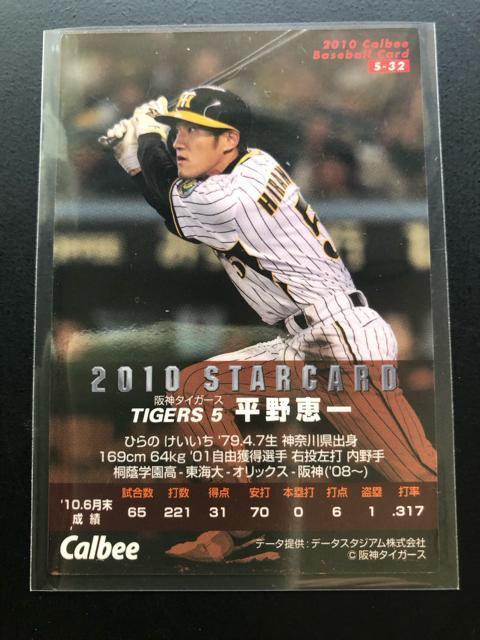 2010 Calbee
Baseball Card
S-32
HIRANO
5
2010 STARCARD
阪神タイガース
TIGERS 5 平野恵一
ひらの けいいち '79.4.7生 神奈川県出身
169cm 64kg '01自由獲得選手 右投左打 内野手
桐蔭学園高-東海大-オリックス-阪神('08〜)
試合数 打数 得点 安打 本塁打 打点 盗塁 打率
'10.6月末
成績
65 221 31 70 0 6 1 .317
Calbee
データ提供:データスタジアム株式会社
© 阪神タイガース